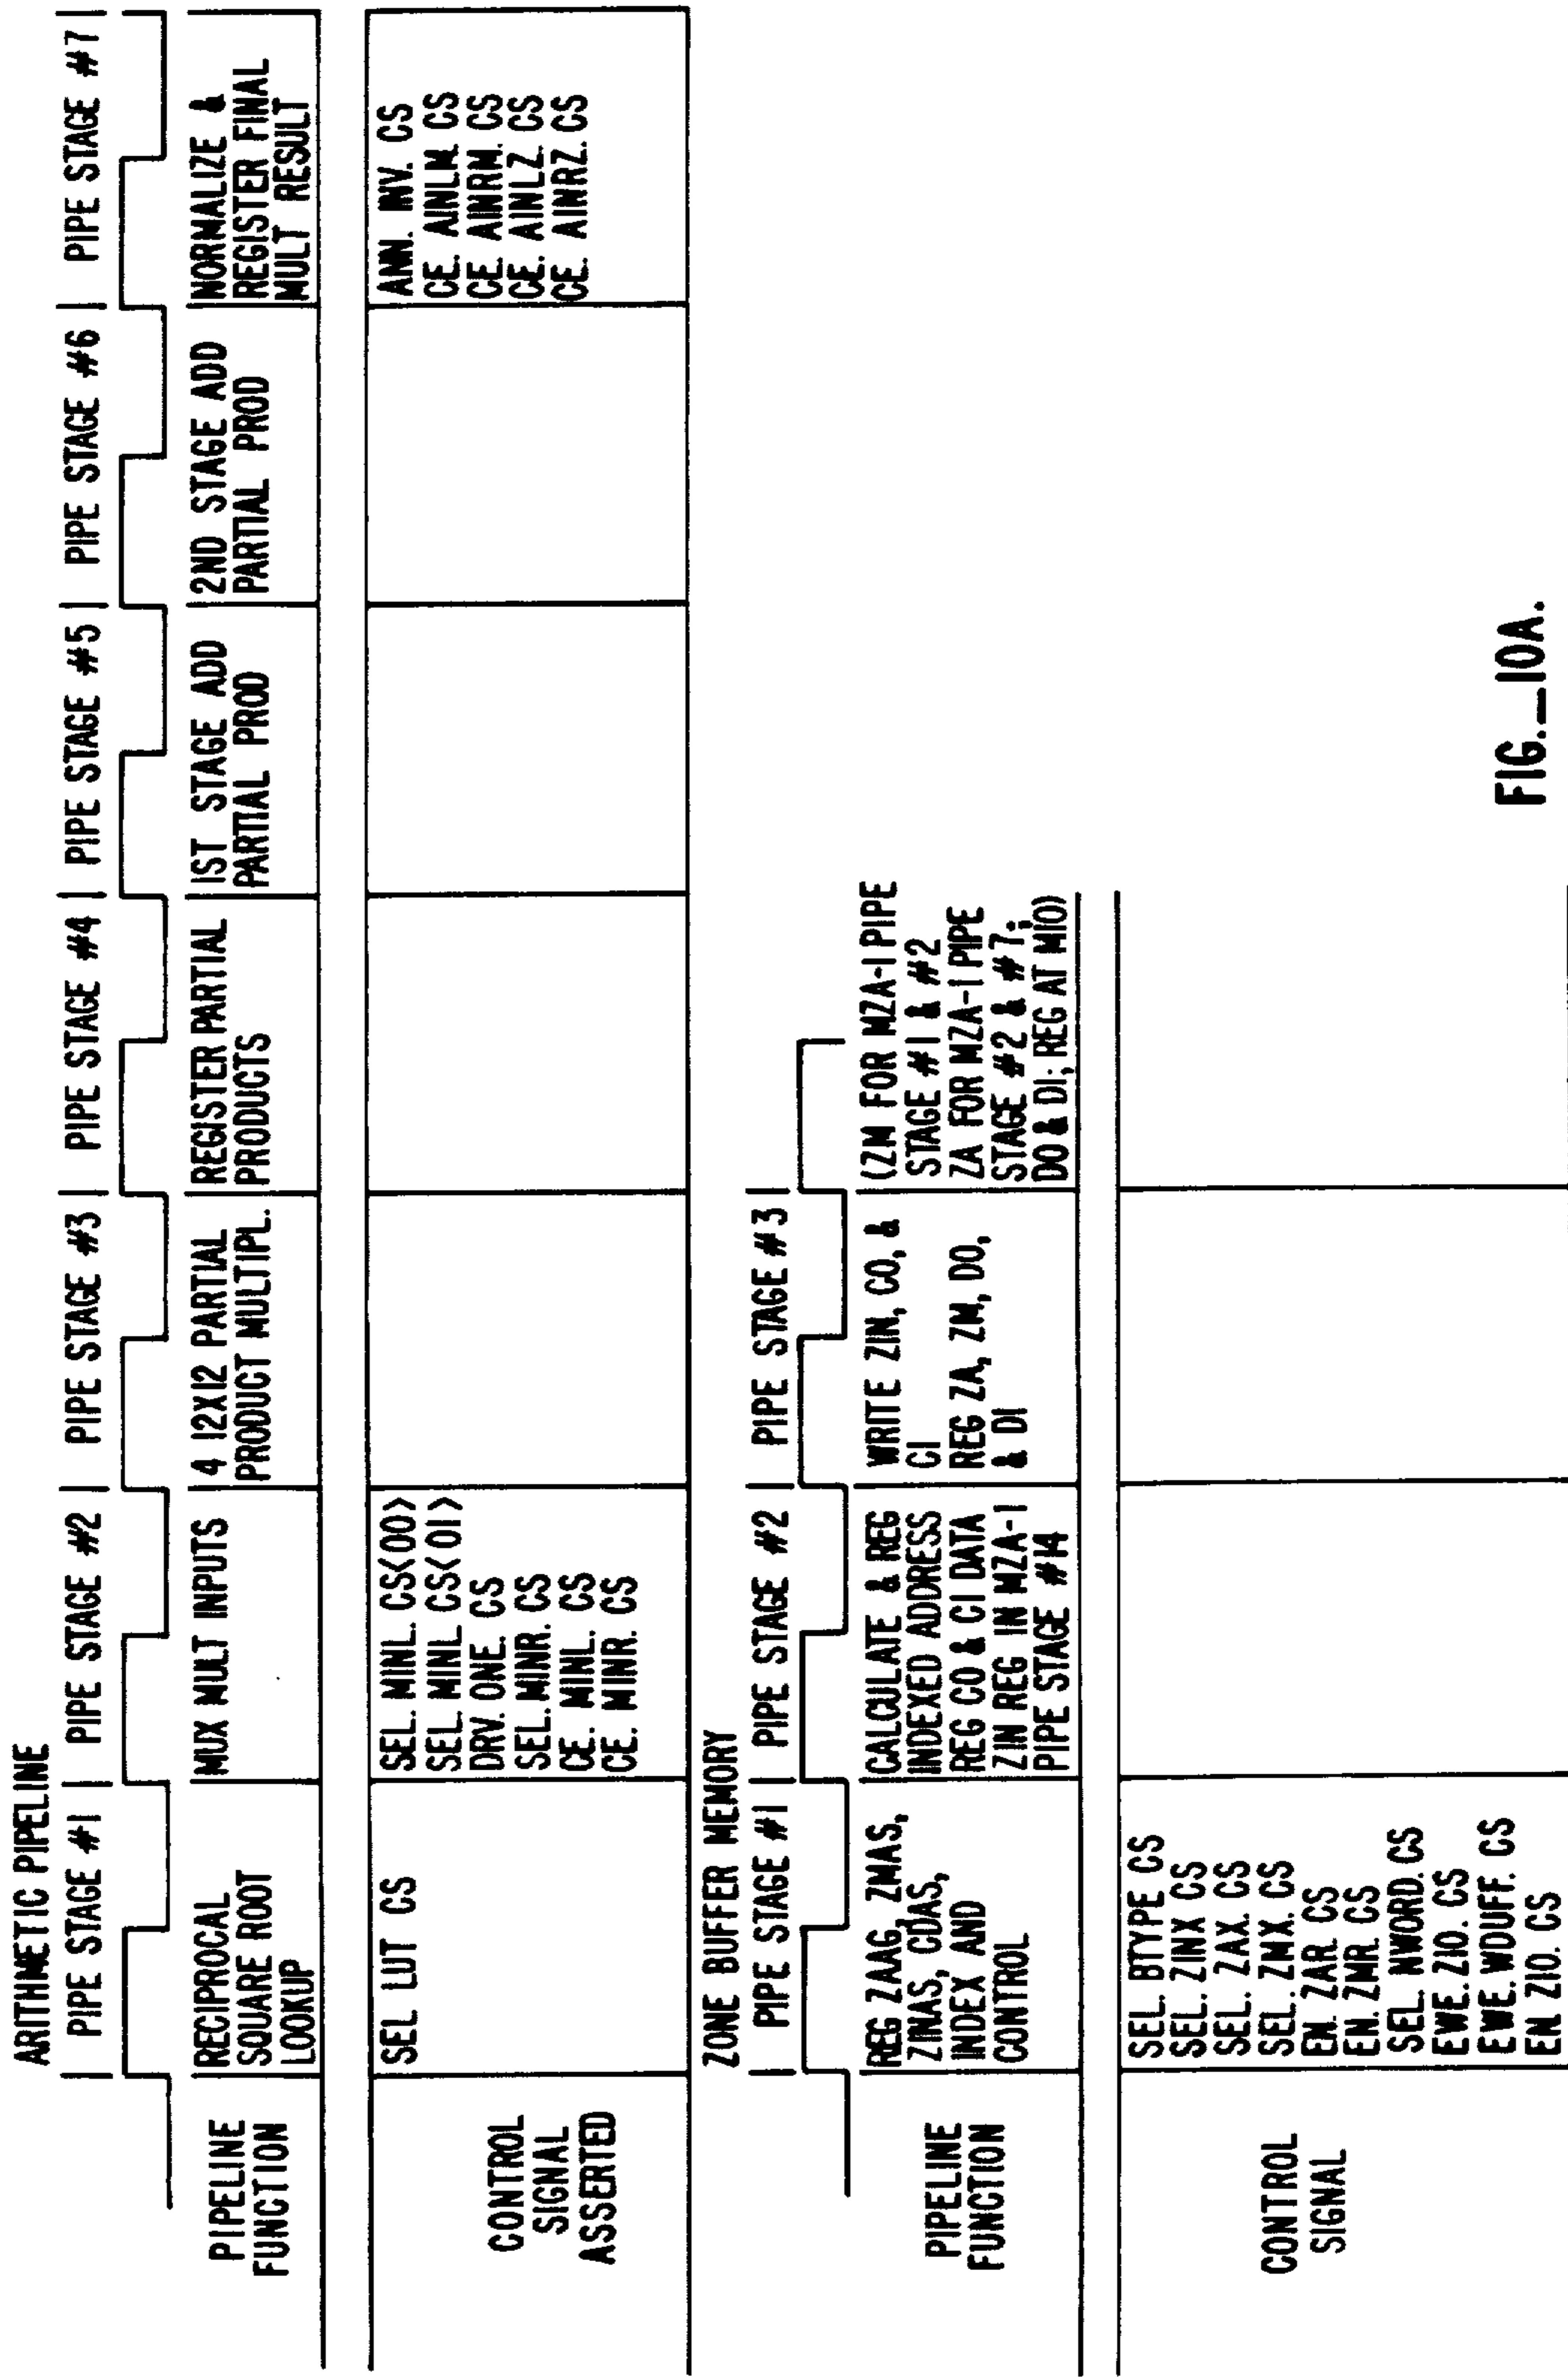 ARITHMETIC PIPELINE
PIPE STAGE #1
PIPE STAGE #2
PIPE STAGE #3
PIPE STAGE #4
PIPE STAGE #5
PIPE STAGE #6
PIPE STAGE #7
PIPELINE
FUNCTION
RECIPROCAL
SQUARE ROOT
LOOKUP
MUX MULT INPUTS
4 12X12 PARTIAL
PRODUCT MULTIPL.
REGISTER PARTIAL
PRODUCTS
1ST STAGE ADD
PARTIAL PROD
2ND STAGE ADD
PARTIAL PROD
NORMALIZE &
REGISTER FINAL
MULT RESULT
CONTROL
SIGNAL
ASSERTED
SEL LUT CS
SEL. MINL. CS<00>
SEL. MINL CS<01>
DRV. ONE. CS
SEL. MINR. CS
CE. MINL. CS
CE. MINR. CS
ANN. INV. CS
CE. AINLM. CS
CE. AINRM. CS
CE. AINLZ. CS
CE. AINRZ. CS
ZONE BUFFER MEMORY
PIPE STAGE #1
PIPE STAGE #2
PIPE STAGE #3
PIPELINE
FUNCTION
REG ZAAG, ZMAS,
ZINAS, CDAS,
INDEX AND
CONTROL
CALCULATE & REG
INDEXED ADDRESS
REG CO & CI DATA
ZIN REG IN MZA-1
PIPE STAGE #14
WRITE ZIN, CO, &
CI
REG ZA, ZM, DO,
& DI
(ZM FOR MZA-1 PIPE
STAGE #1 & #2
ZA FOR MZA-1 PIPE
STAGE #2 & #7;
DO & DI; REG AT MIO)
CONTROL
SIGNAL
SEL. BTYPE CS
SEL. ZINX CS
SEL. ZAX. CS
SEL. ZMX. CS
EN. ZAR. CS
EN. ZMR. CS
SEL. NWORD. CS
EWE. ZIO. CS
EWE. WDUFF. CS
EN. ZIO. CS
FIG._10A.